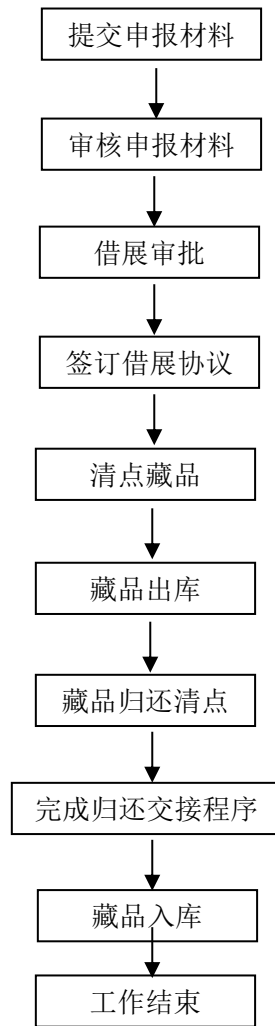 提交申报材料
审核申报材料
借展审批
签订借展协议
清点藏品
藏品出库
藏品归还清点
完成归还交接程序
藏品入库
工作结束